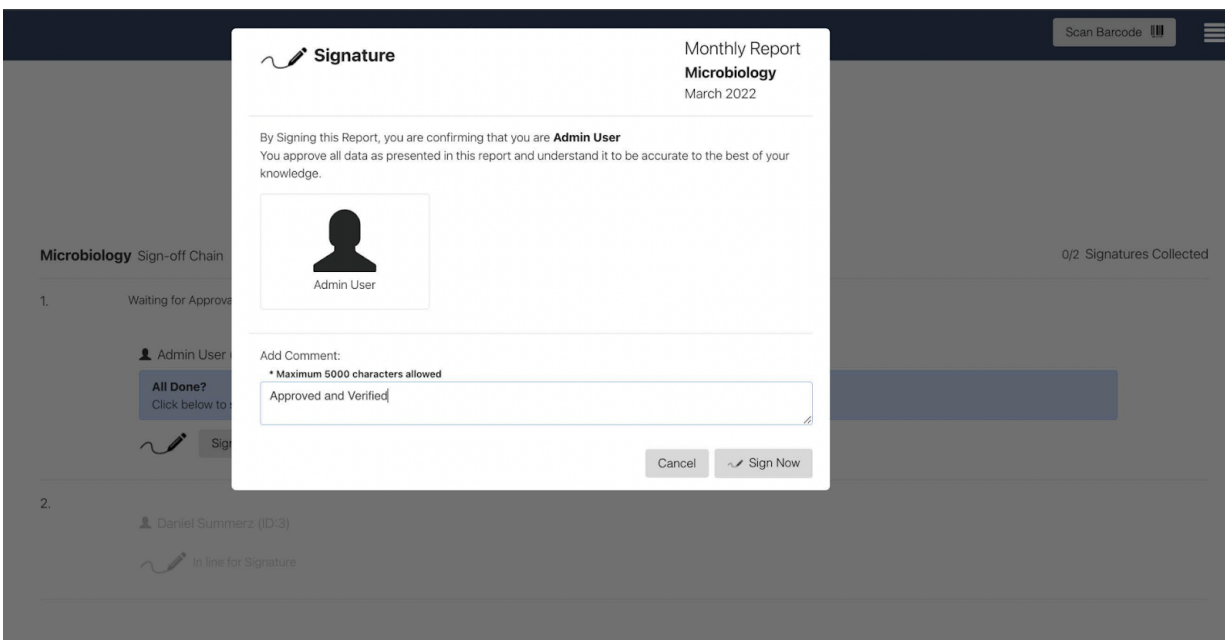 Scan Barcode
Signature
Monthly Report
Microbiology
March 2022
By Signing this Report, you are confirming that you are Admin User
You approve all data as presented in this report and understand it to be accurate to the best of your
knowledge.
Admin User
Microbiology Sign-off Chain
0/2 Signatures Collected
1.
Waiting for Approva
Admin User
Add Comment:
* Maximum 5000 characters allowed
All Done?
Click below to s
Approved and Verified
Sign
Cancel
Sign Now
2.
Daniel Summerz (ID:3)
In line for Signature